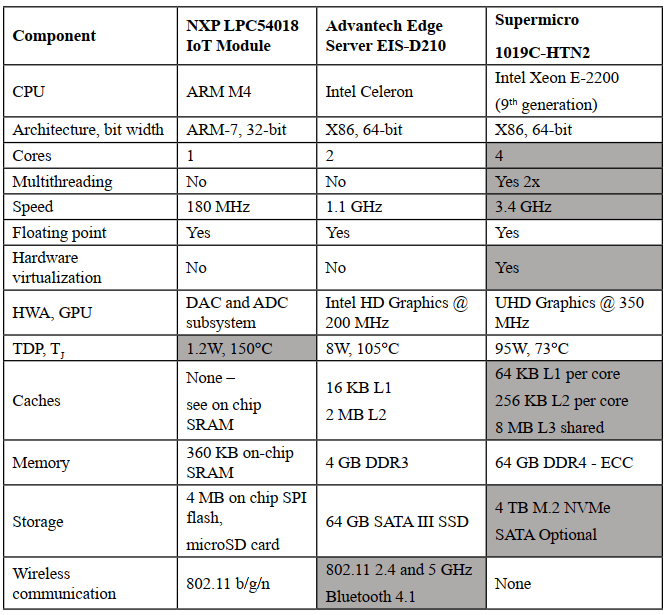 Component
NXP LPC54018
IoT Module
Advantech Edge
Server EIS-D210
Supermicro
1019C-HTN2
CPU
ARM M4
Intel Celeron
Intel Xeon E-2200
(9th generation)
Architecture, bit width
ARM-7, 32-bit
X86, 64-bit
X86, 64-bit
Cores
1
2
4
Multithreading
No
No
Yes 2x
Speed
180 MHz
1.1 GHz
3.4 GHz
Floating point
Yes
Yes
Yes
Hardware
virtualization
No
No
Yes
HWA, GPU
DAC and ADC
subsystem
Intel HD Graphics @
200 MHz
UHD Graphics @ 350
MHz
TDP, TJ
1.2W, 150°C
8W, 105°C
95W, 73°C
Caches
None –
see on chip
SRAM
16 KB L1
2 MB L2
64 KB L1 per core
256 KB L2 per core
8 MB L3 shared
Memory
360 KB on-chip
SRAM
4 GB DDR3
64 GB DDR4 - ECC
Storage
4 MB on chip SPI
flash,
microSD card
64 GB SATA III SSD
4 TB M.2 NVMe
SATA Optional
Wireless
communication
802.11 b/g/n
802.11 2.4 and 5 GHz
Bluetooth 4.1
None